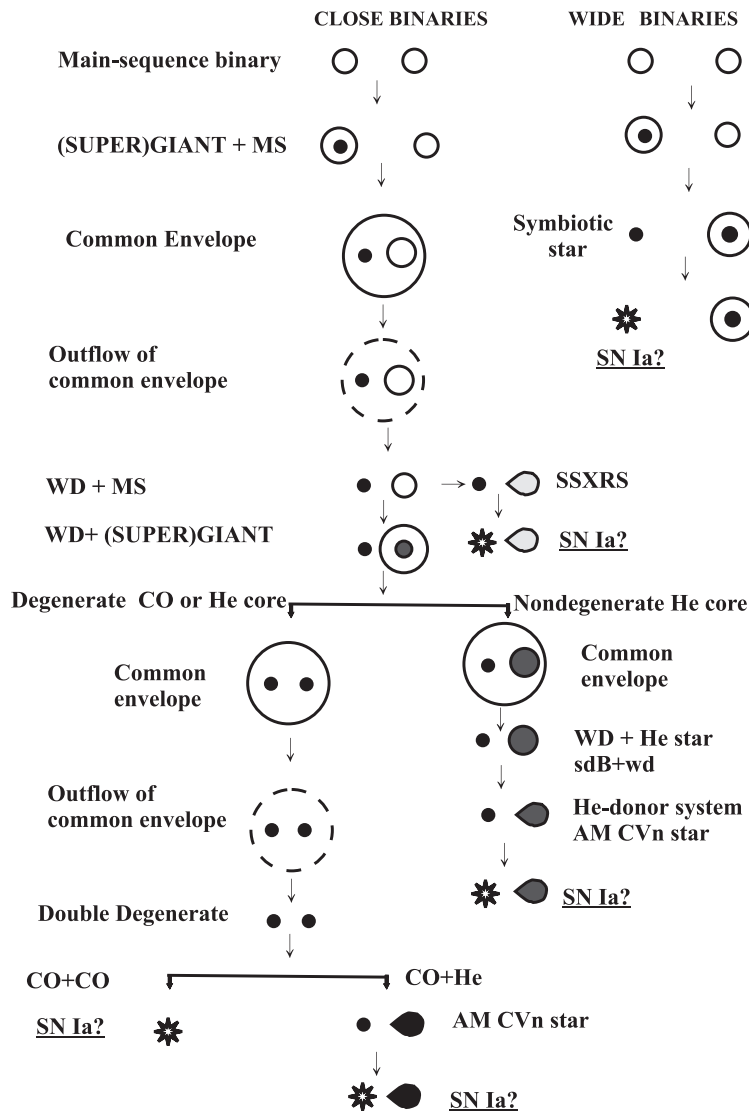 CLOSE BINARIES
WIDE BINARIES
Main-sequence binary
(SUPER)GIANT + MS
Common Envelope
Symbiotic
star
SN Ia?
Outflow of
common envelope
WD + MS
SSXRS
WD+ (SUPER)GIANT
SN Ia?
Degenerate CO or He core
Nondegenerate He core
Common
envelope
Common
envelope
WD + He star
sdB+wd
Outflow of
common envelope
He-donor system
AM CVn star
SN Ia?
Double Degenerate
CO+CO
CO+He
SN Ia?
AM CVn star
SN Ia?